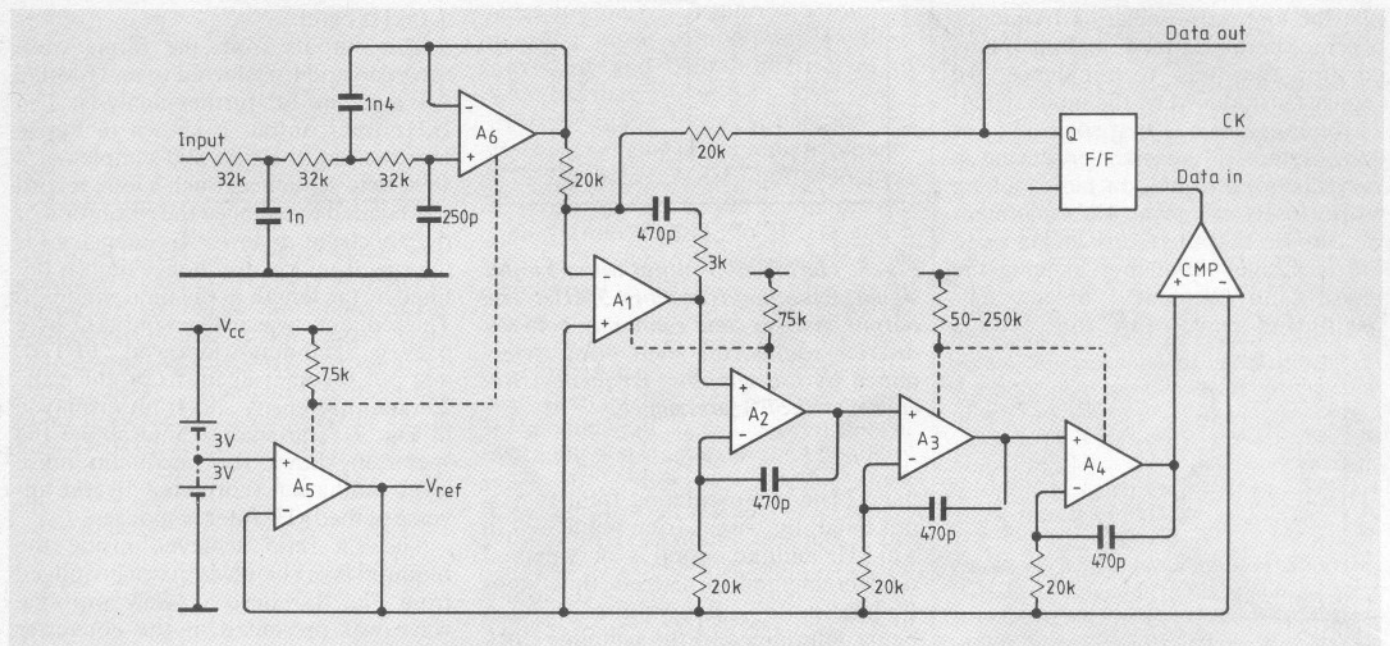 Data out
1n4
Input
A6
20k
Q
CK
F/F
32k
32k
32k
20k
Data in
1n
250p
470p
3k
CMP
+
-
Vcc
75k
A1
75k
50-250k
3V
3V
A5
Vref
A2
A3
A4
470p
470p
470p
20k
20k
20k